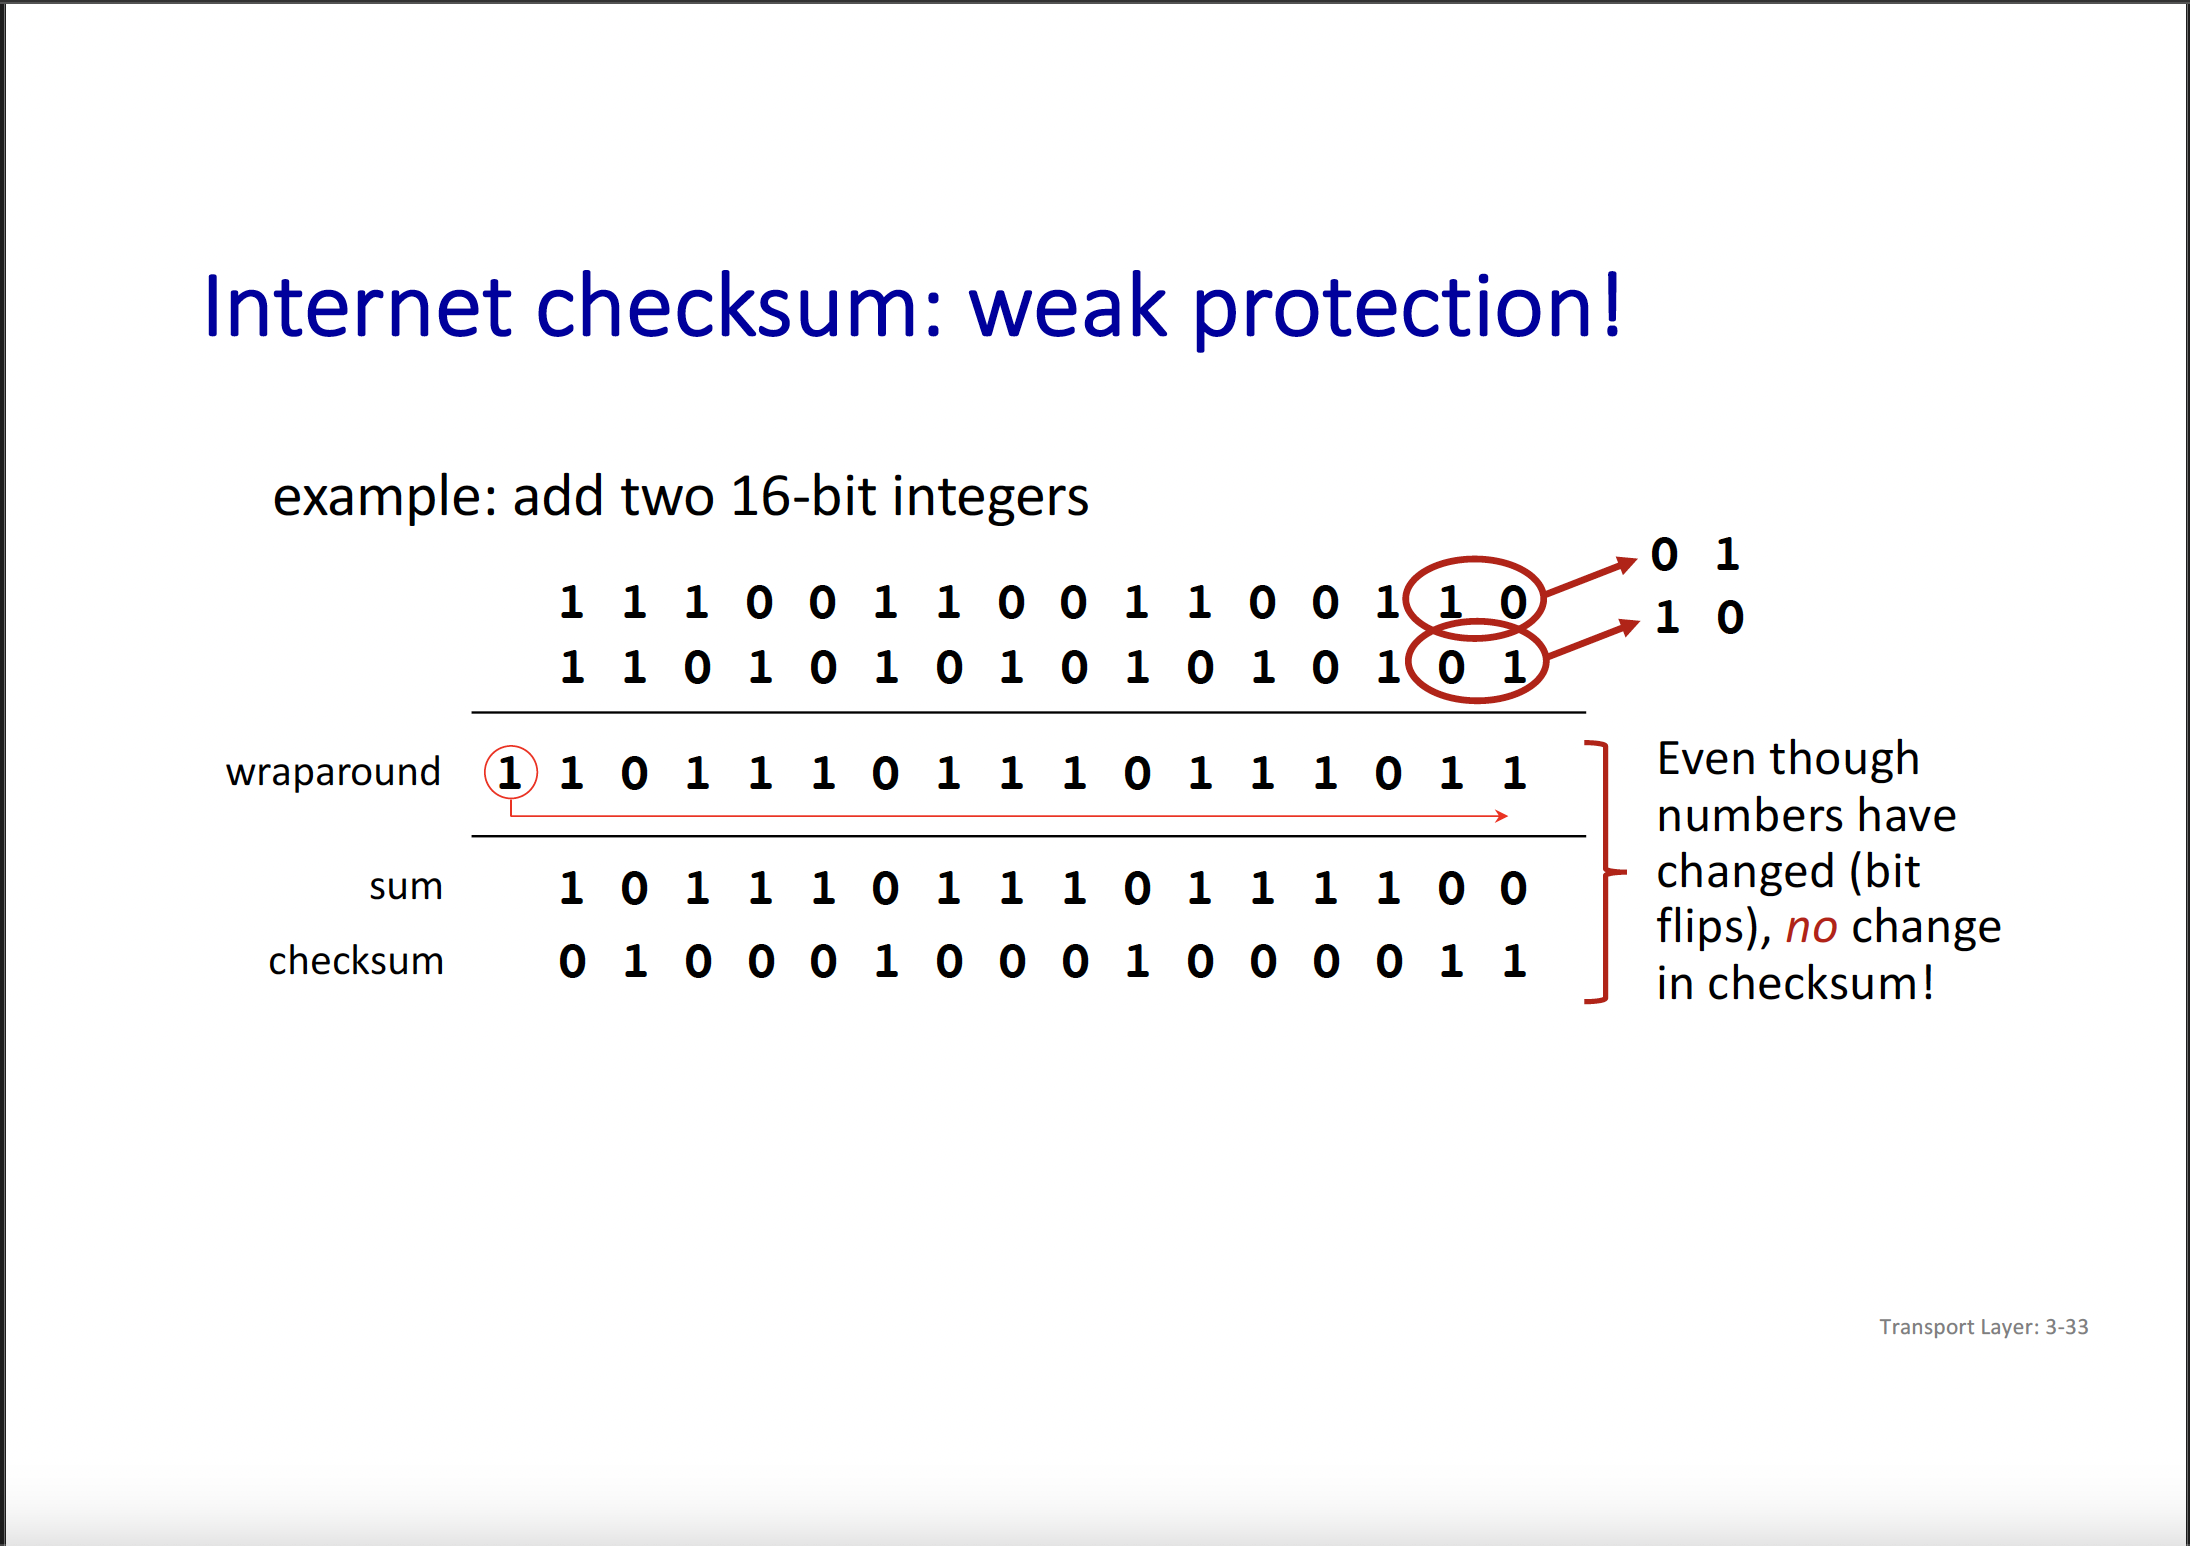 Internet checksum: weak protection!
example: add two 16-bit integers
0 1
1 1 1 0 0 1 1 0 0 1 1 0 0 1 1 0
1 0
1 1 0 1 0 1 0 1 0 1 0 1 0 1 0 1
wraparound 1 1 0 1 1 1 0 1 1 1 0 1 1 1 0 1 1
sum 1 0 1 1 1 0 1 1 1 0 1 1 1 1 0 0
checksum 0 1 0 0 0 1 0 0 0 1 0 0 0 0 1 1
Even though
numbers have
changed (bit
flips), no change
in checksum!
Transport Layer: 3-33